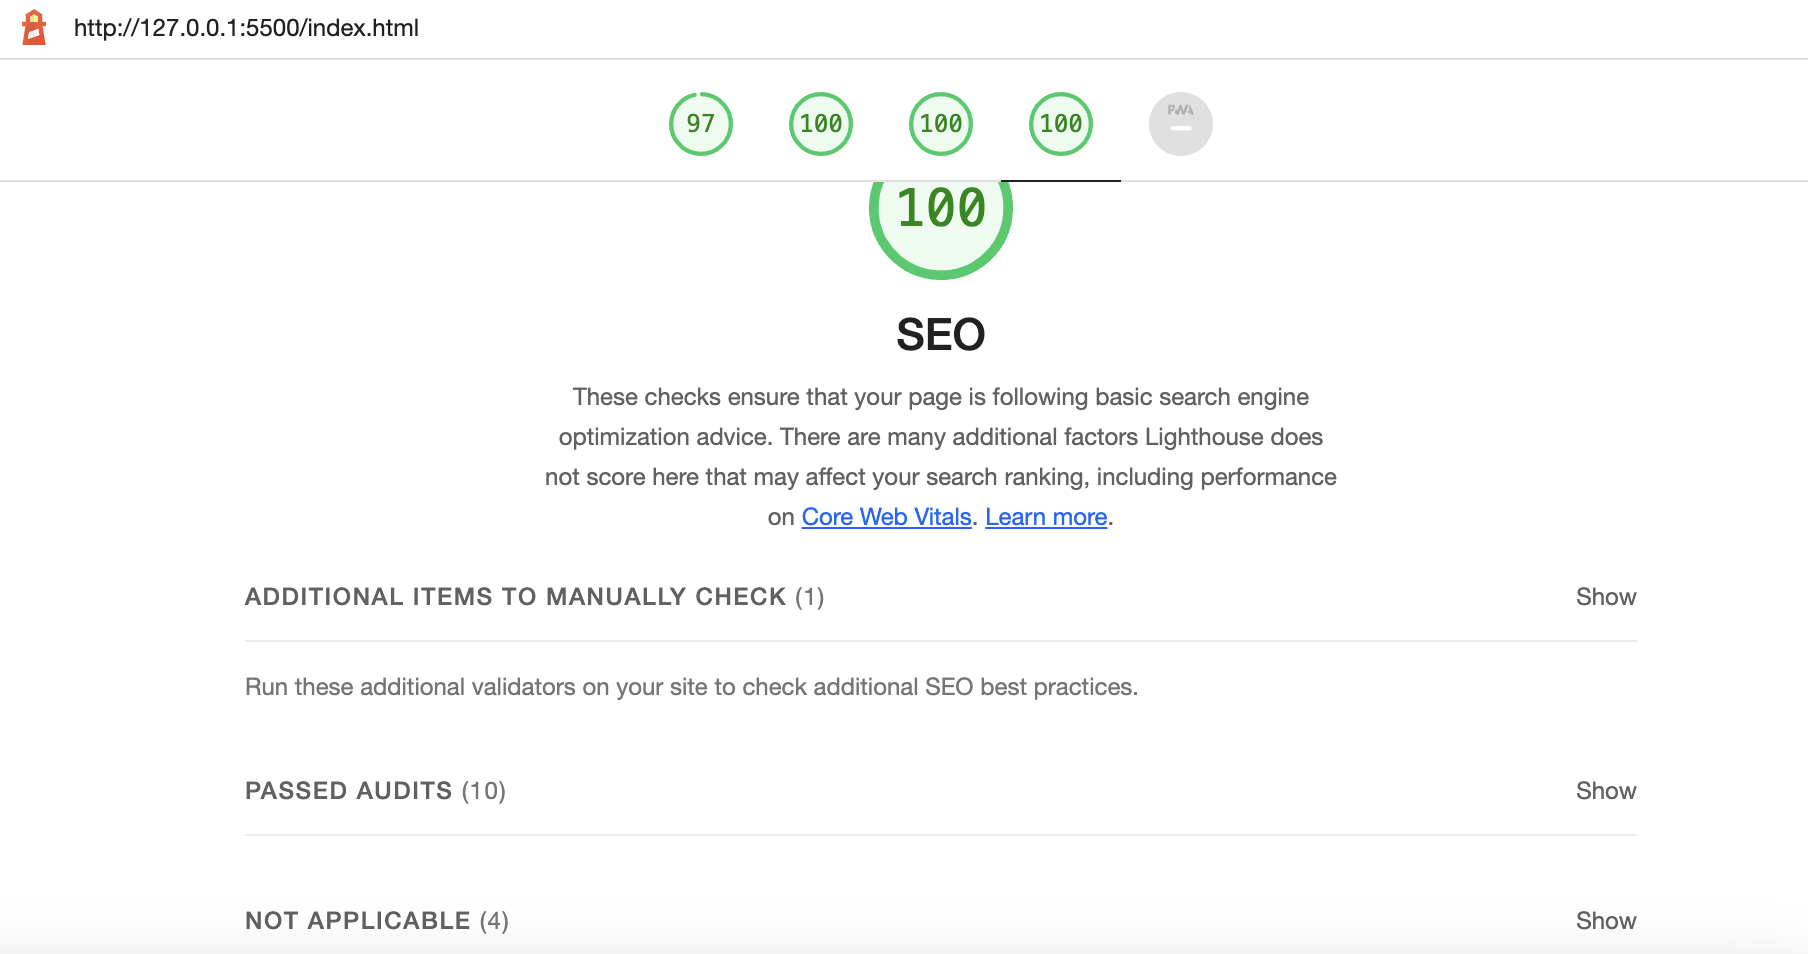 http://127.0.0.1:5500/index.html
97
100
100
100
PWA
100
SEO
These checks ensure that your page is following basic search engine
optimization advice. There are many additional factors Lighthouse does
not score here that may affect your search ranking, including performance
on Core Web Vitals. Learn more.
ADDITIONAL ITEMS TO MANUALLY CHECK (1) Show
Run these additional validators on your site to check additional SEO best practices.
PASSED AUDITS (10) Show
NOT APPLICABLE (4) Show